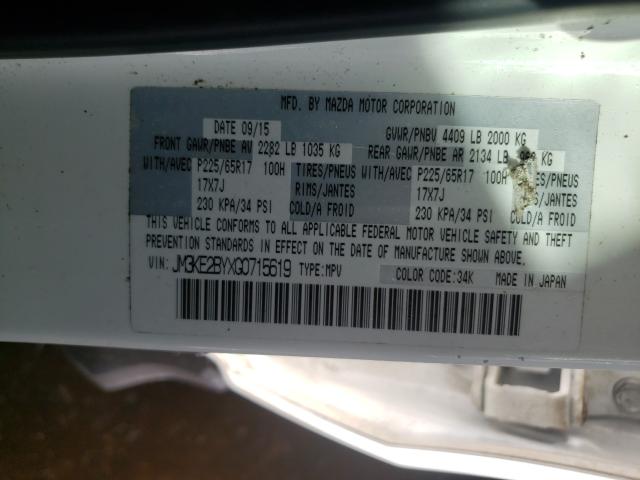 MFD. BY MAZDA MOTOR CORPORATION
DATE 09/15 GVWR/PNBV 4409 LB 2000 KG
FRONT GAWR/PNBE AV 2282 LB 1035 KG REAR GAWR/PNBE AR 2134 LB KG
WITH/AVEC P225/65R17 100H TIRES/PNEUS WITH/AVEC P225/65R17 100H TIRES/PNEUS
17X7J RIMS/JANTES 17X7J /JANTES
230 KPA/34 PSI COLD/A FROID 230 KPA/34 PSI COLD/A FROID
THIS VEHICLE CONFORMS TO ALL APPLICABLE FEDERAL MOTOR VEHICLE SAFETY AND THEFT
PREVENTION STANDARDS IN EFFECT ON THE DATE OF MANUFACTURE SHOWN ABOVE.
VIN: JM3KE2BYXG0715619 TYPE:MPV COLOR CODE:34K MADE IN JAPAN